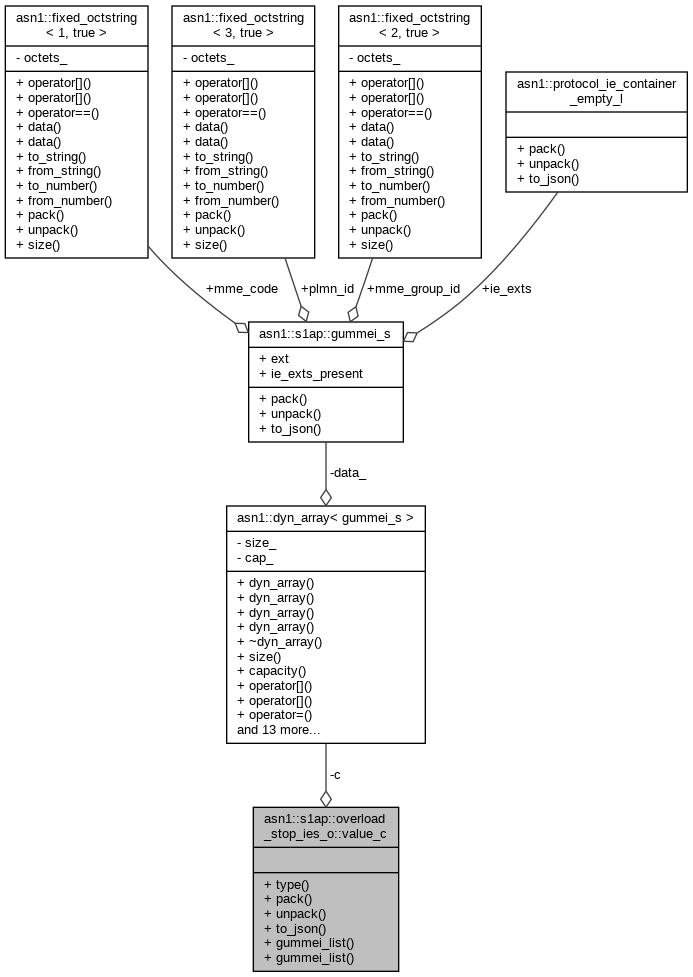 asn1::fixed_octstring
< 1, true >
- octets_
+ operator[]()
+ operator[]()
+ operator==()
+ data()
+ data()
+ to_string()
+ from_string()
+ to_number()
+ from_number()
+ pack()
+ unpack()
+ size()
asn1::fixed_octstring
< 3, true >
- octets_
+ operator[]()
+ operator[]()
+ operator==()
+ data()
+ data()
+ to_string()
+ from_string()
+ to_number()
+ from_number()
+ pack()
+ unpack()
+ size()
asn1::fixed_octstring
< 2, true >
- octets_
+ operator[]()
+ operator[]()
+ operator==()
+ data()
+ data()
+ to_string()
+ from_string()
+ to_number()
+ from_number()
+ pack()
+ unpack()
+ size()
asn1::protocol_ie_container
_empty_l
+ pack()
+ unpack()
+ to_json()
+mme_code
+plmn_id
+mme_group_id
+ie_exts
asn1::s1ap::gummei_s
+ ext
+ ie_exts_present
+ pack()
+ unpack()
+ to_json()
-data_
asn1::dyn_array< gummei_s >
- size_
- cap_
+ dyn_array()
+ dyn_array()
+ dyn_array()
+ dyn_array()
+ ~dyn_array()
+ size()
+ capacity()
+ operator[]()
+ operator[]()
+ operator=()
and 13 more...
-c
asn1::s1ap::overload
_stop_ies_o::value_c
+ type()
+ pack()
+ unpack()
+ to_json()
+ gummei_list()
+ gummei_list()